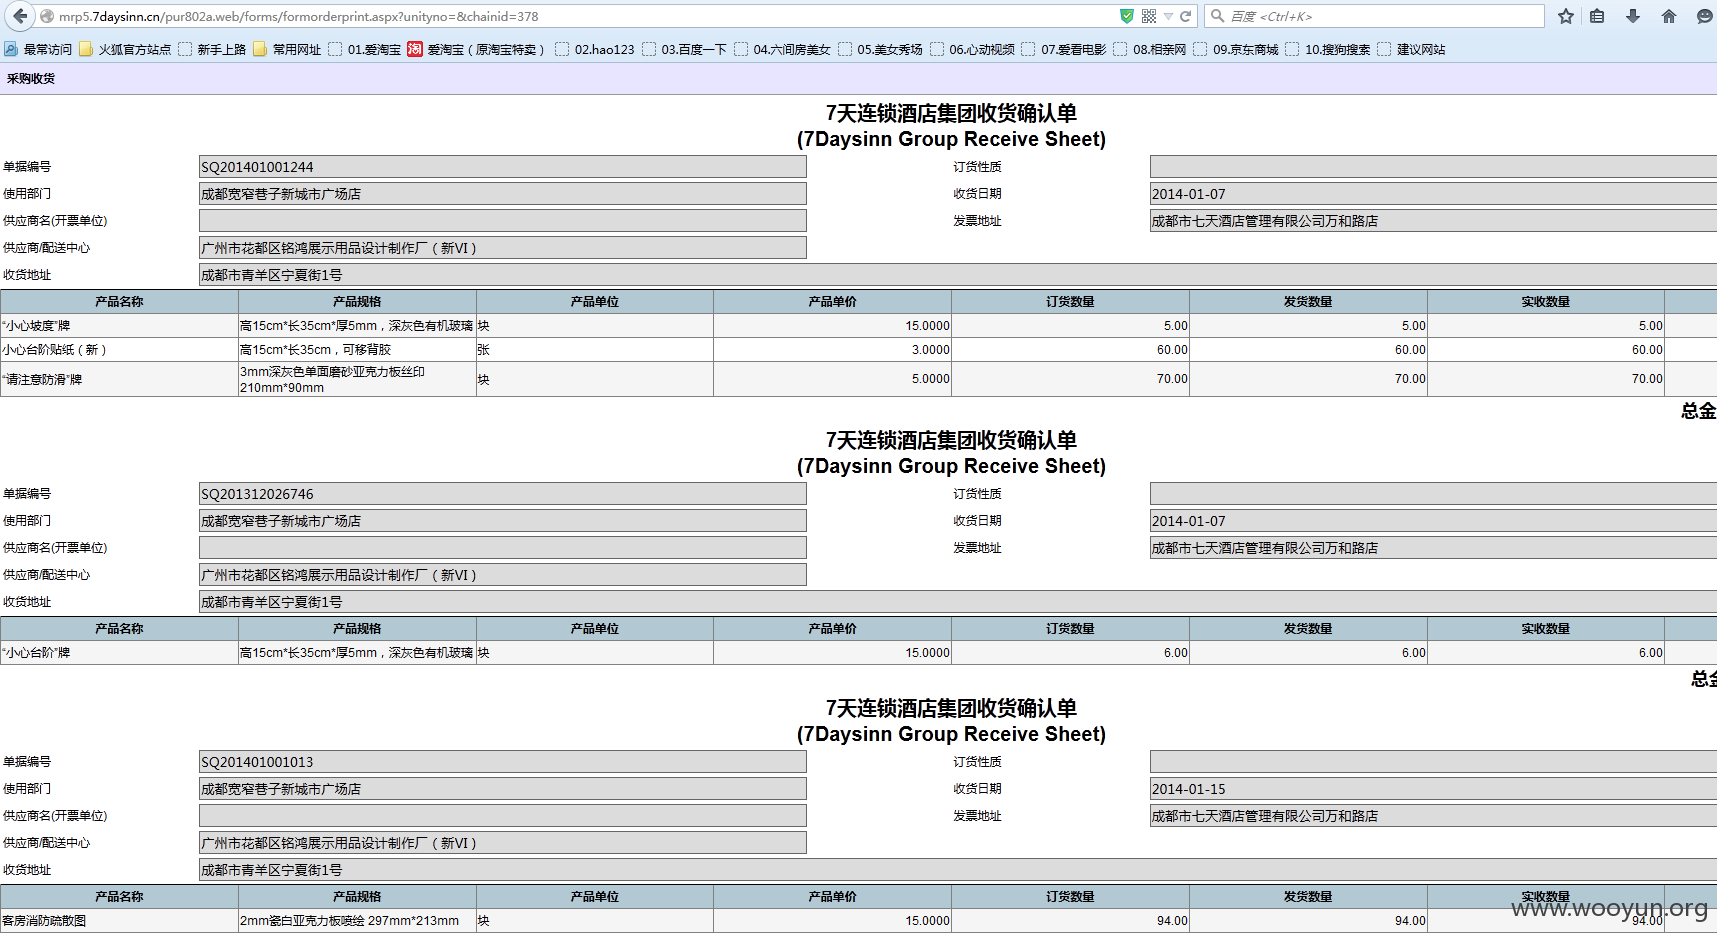 mrp5.7daysinn.cn/pur802a.web/forms/formorderprint.aspx?unityno=&chainid=378 百度 <Ctrl+K>
最常访问 火狐官方站点 新手上路 常用网址 01.爱淘宝 淘 爱淘宝（原淘宝特卖） 02.hao123 03.百度一下 04.六间房美女 05.美女秀场 06.心动视频 07.爱看电影 08.相亲网 09.京东商城 10.搜狗搜索 建议网站
采购收货
7天连锁酒店集团收货确认单
(7Daysinn Group Receive Sheet)
单据编号 SQ201401001244 订货性质
使用部门 成都宽窄巷子新城市广场店 收货日期 2014-01-07
供应商名(开票单位) 发票地址 成都市七天酒店管理有限公司万和路店
供应商/配送中心 广州市花都区铭鸿展示用品设计制作厂（新VI）
收货地址 成都市青羊区宁夏街1号
产品名称 产品规格 产品单位 产品单价 订货数量 发货数量 实收数量
“小心坡度”牌 高15cm*长35cm*厚5mm，深灰色有机玻璃 块 15.0000 5.00 5.00 5.00
小心台阶贴纸（新） 高15cm*长35cm，可移背胶 张 3.0000 60.00 60.00 60.00
“请注意防滑”牌 3mm深灰色单面磨砂亚克力板丝印 块 5.0000 70.00 70.00 70.00
210mm*90mm
总金
7天连锁酒店集团收货确认单
(7Daysinn Group Receive Sheet)
单据编号 SQ201312026746 订货性质
使用部门 成都宽窄巷子新城市广场店 收货日期 2014-01-07
供应商名(开票单位) 发票地址 成都市七天酒店管理有限公司万和路店
供应商/配送中心 广州市花都区铭鸿展示用品设计制作厂（新VI）
收货地址 成都市青羊区宁夏街1号
产品名称 产品规格 产品单位 产品单价 订货数量 发货数量 实收数量
“小心台阶”牌 高15cm*长35cm*厚5mm，深灰色有机玻璃 块 15.0000 6.00 6.00 6.00
总金
7天连锁酒店集团收货确认单
(7Daysinn Group Receive Sheet)
单据编号 SQ201401001013 订货性质
使用部门 成都宽窄巷子新城市广场店 收货日期 2014-01-15
供应商名(开票单位) 发票地址 成都市七天酒店管理有限公司万和路店
供应商/配送中心 广州市花都区铭鸿展示用品设计制作厂（新VI）
收货地址 成都市青羊区宁夏街1号
产品名称 产品规格 产品单位 产品单价 订货数量 发货数量 实收数量
客房消防疏散图 2mm瓷白亚克力板喷绘 297mm*213mm 块 15.0000 94.00 94.00 94.00
www.wooyun.org